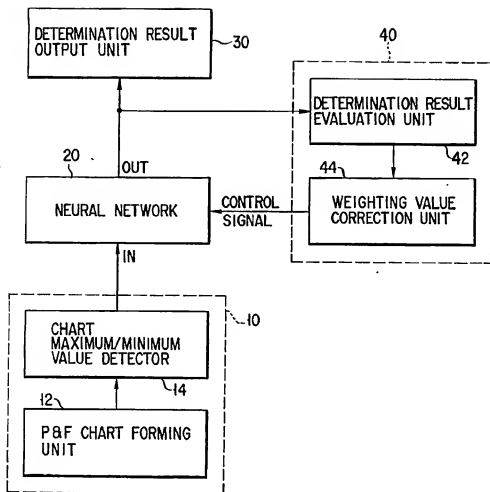 DETERMINATION RESULT
OUTPUT UNIT
30
40
DETERMINATION RESULT
EVALUATION UNIT
42
20
OUT
44
NEURAL NETWORK
CONTROL
SIGNAL
WEIGHTING VALUE
CORRECTION UNIT
IN
10
CHART
MAXIMUM/MINIMUM
VALUE DETECTOR
14
12
P&F CHART FORMING
UNIT